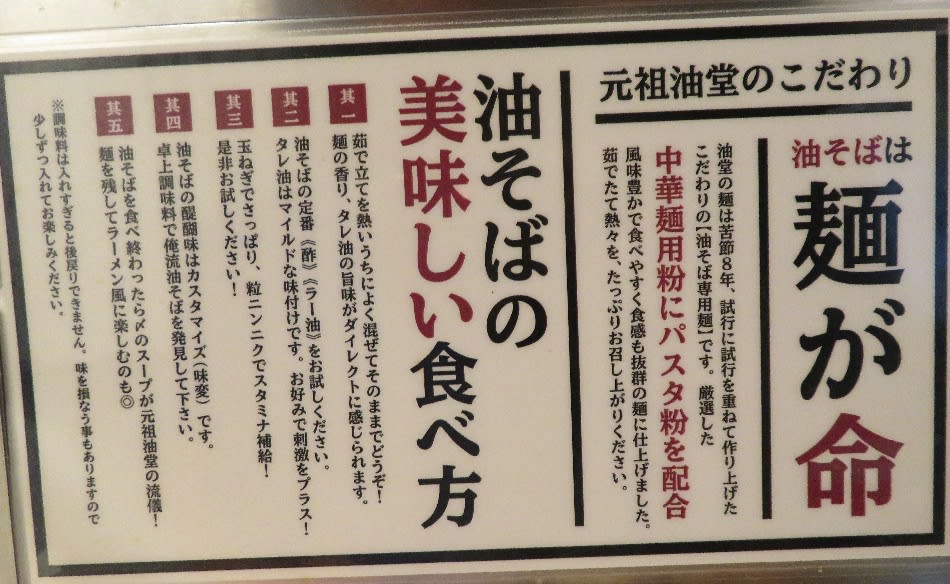 元祖油堂のこだわり
油そばは
麺が命
油堂の麺は苦節8年、試行に試行を重ねて作り上げた
こだわりの【油そば専用麺】です。厳選した
中華麺用粉にパスタ粉を配合
風味豊かで食べやすく食感も抜群の麺に仕上げました。
茹でたて熱々を、たっぷりお召し上がりください。
油そばの
美味しい食べ方
其一
茹で立てを熱いうちによく混ぜてそのままでどうぞ!
麺の香り、タレ油の旨味がダイレクトに感じられます。
其二
油そばの定番《酢》《ラー油》をお試しください。
タレ油はマイルドな味付けです。お好みで刺激をプラス!
其三
玉ねぎでさっぱり、粒ニンニクでスタミナ補給!
是非お試しください!
其四
油そばの醍醐味はカスタマイズ(味変)です。
卓上調味料で俺流油そばを発見して下さい。
其五
油そばを食べ終わったら〆のスープが元祖油堂の流儀!
麺を残してラーメン風に楽しむのも◎
※調味料は入れすぎると後戻りできません。味を損なう事もありますので
少しずつ入れてお楽しみください。